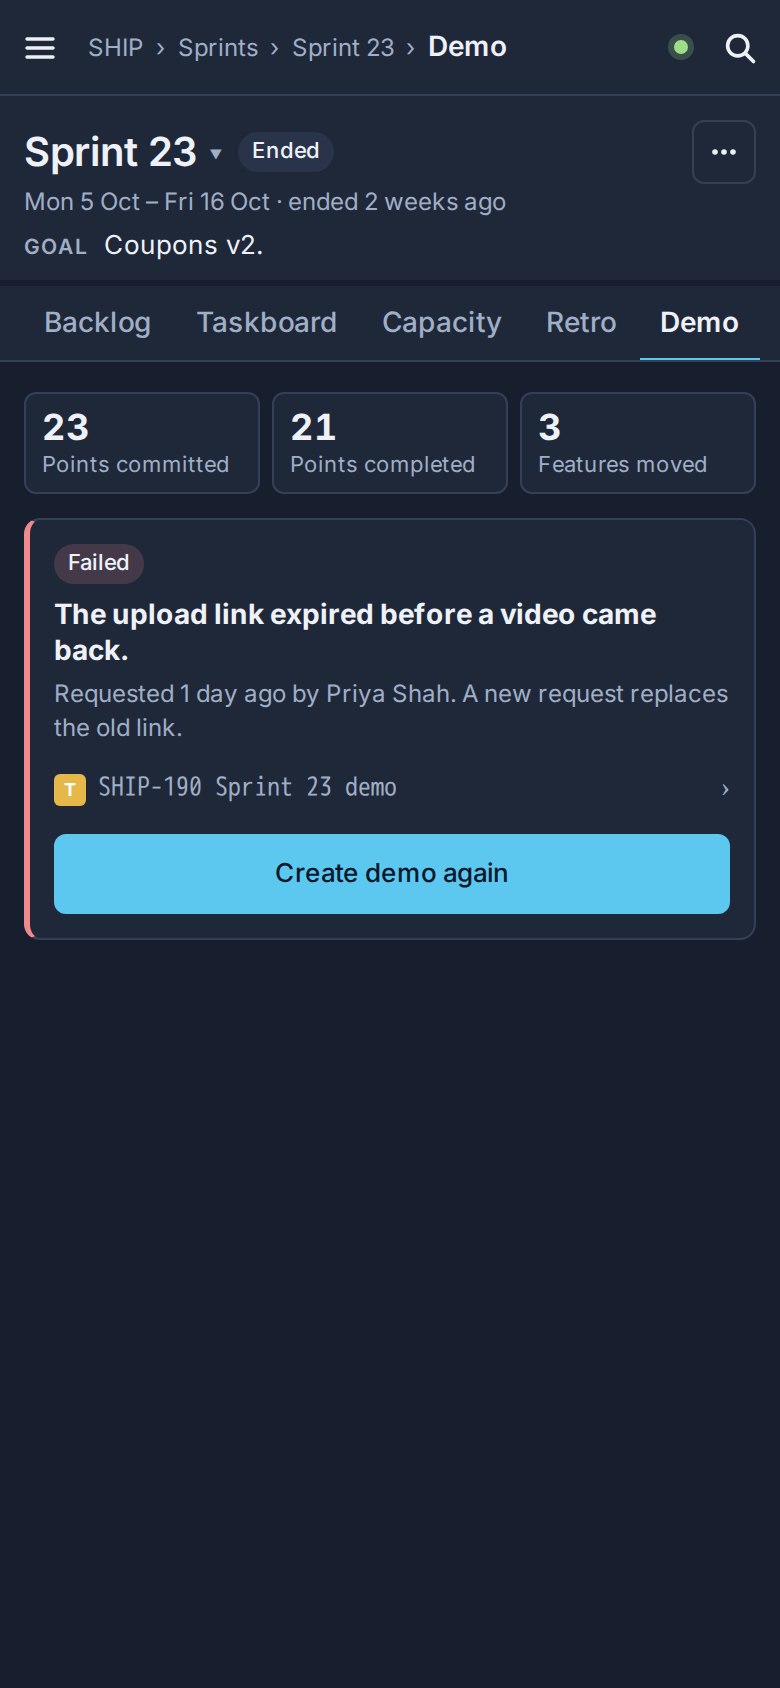 SHIP › Sprints › Sprint 23 › Demo
Sprint 23 ▾ Ended
Mon 5 Oct – Fri 16 Oct · ended 2 weeks ago
GOAL Coupons v2.
Backlog Taskboard Capacity Retro Demo
23 21 3
Points committed Points completed Features moved
Failed
The upload link expired before a video came
back.
Requested 1 day ago by Priya Shah. A new request replaces
the old link.
T SHIP-190 Sprint 23 demo ›
Create demo again